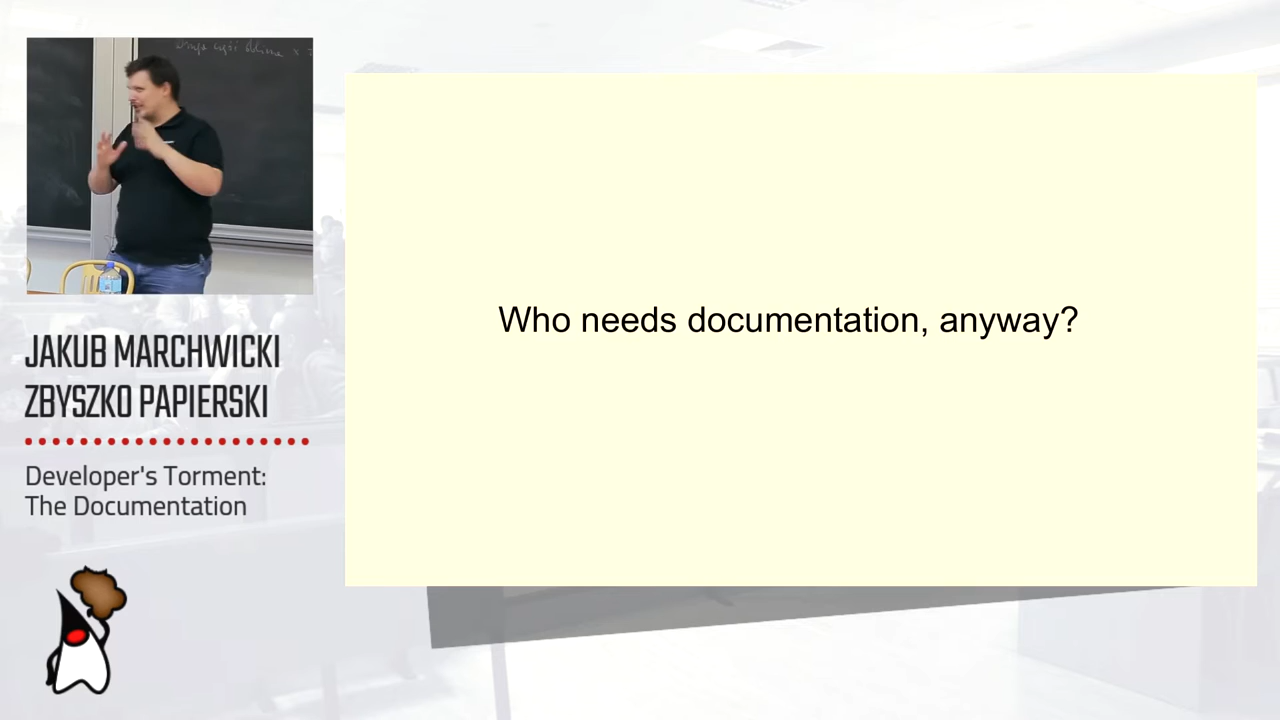 JAKUB MARCHWICKI
ZBYSZKO PAPIERSKI
Developer's Torment:
The Documentation
Who needs documentation, anyway?